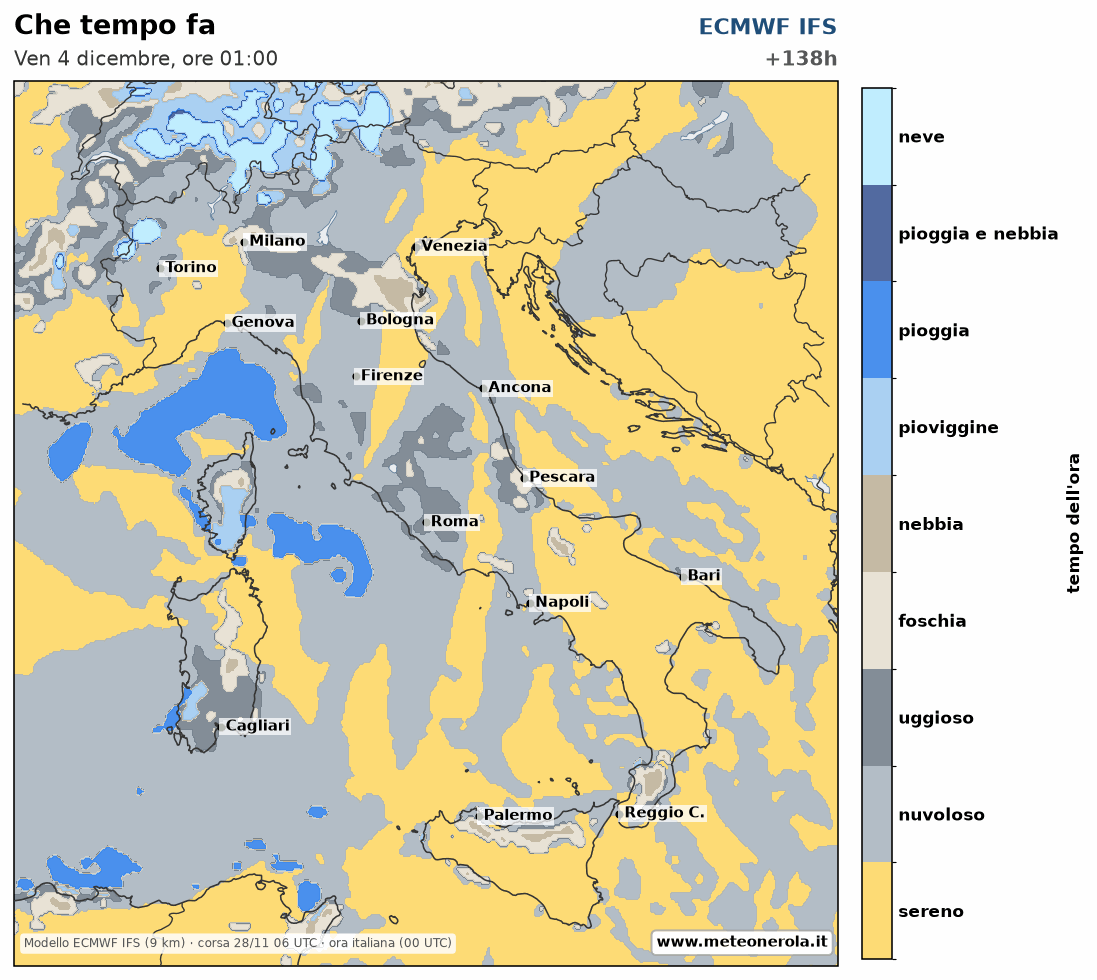 Che tempo fa
ECMWF IFS
Ven 4 dicembre, ore 01:00
+138h
neve
pioggia e nebbia
pioggia
pioviggine
nebbia
foschia
uggioso
nuvoloso
sereno
tempo dell'ora
Milano
Venezia
Torino
Genova
Bologna
Firenze
Ancona
Pescara
Roma
Bari
Napoli
Cagliari
Palermo
Reggio C.
Modello ECMWF IFS (9 km) · corsa 28/11 06 UTC · ora italiana (00 UTC)
www.meteonerola.it